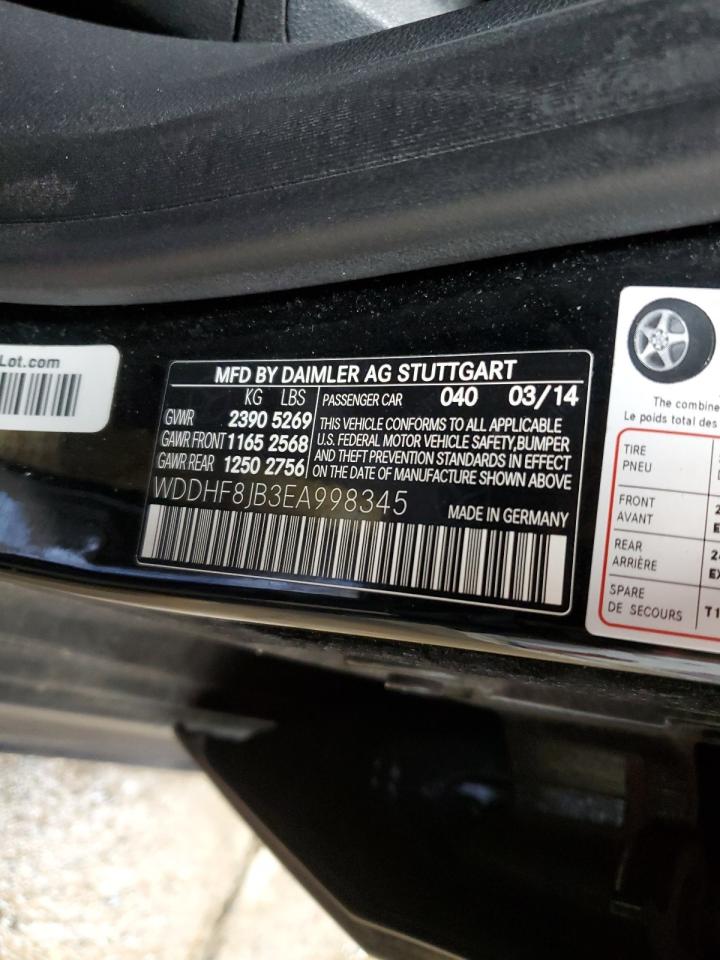 Lot.com
MFD BY DAIMLER AG STUTTGART
KG LBS PASSENGER CAR 040 03/14
GVWR 2390 5269
GAWR FRONT 1165 2568
GAWR REAR 1250 2756
THIS VEHICLE CONFORMS TO ALL APPLICABLE
U.S. FEDERAL MOTOR VEHICLE SAFETY, BUMPER
AND THEFT PREVENTION STANDARDS IN EFFECT
ON THE DATE OF MANUFACTURE SHOWN ABOVE
WDDHF8JB3EA998345
MADE IN GERMANY
The combine
Le poids total des
TIRE
PNEU
FRONT
AVANT
REAR
ARRIÈRE
SPARE
DE SECOURS
T1